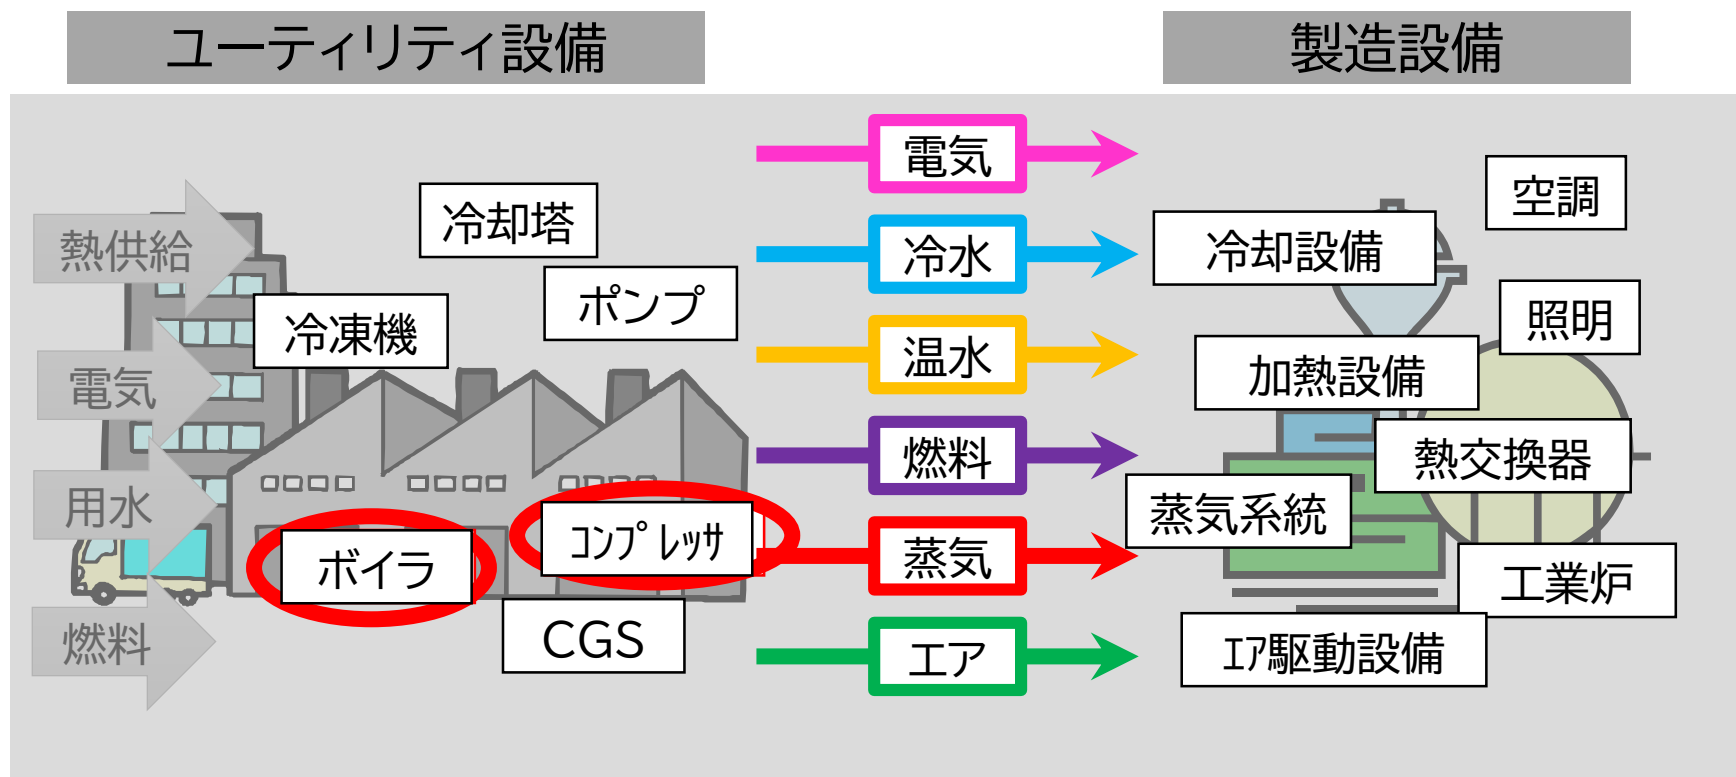 ユーティリティ設備
製造設備
熱供給
電気
用水
燃料
冷却塔
ポンプ
冷凍機
ボイラ
ｺﾝﾌﾟﾚｯｻ
CGS
電気
冷水
温水
燃料
蒸気
エア
空調
冷却設備
照明
加熱設備
熱交換器
蒸気系統
工業炉
ｴｱ駆動設備